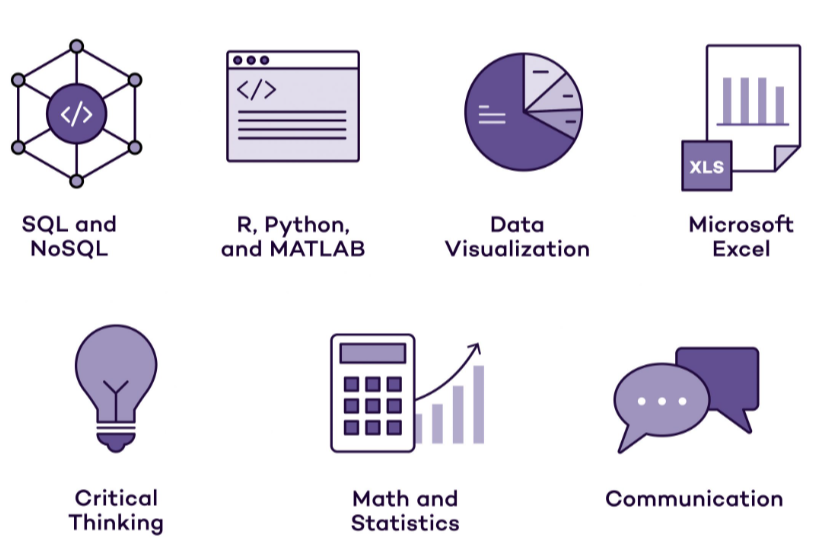 </>
</>
XLS
SQL and
NoSQL
R, Python,
and MATLAB
Data
Visualization
Microsoft
Excel
Critical
Thinking
Math and
Statistics
Communication